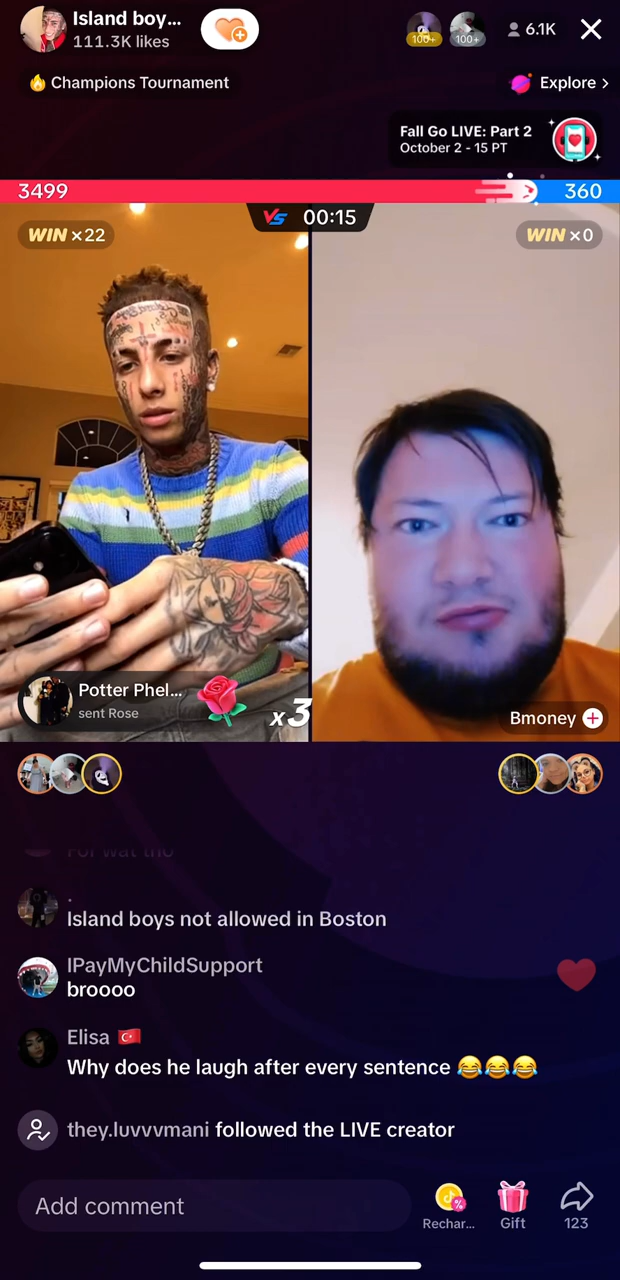 Island boy...
111.3K likes
100+
100+
6.1K
Champions Tournament
Explore >
Fall Go LIVE: Part 2
October 2 - 15 PT
3499
360
VS 00:15
WIN ×22
WIN ×0
Potter Phel...
sent Rose
x3
Bmoney
For wat tho
.
Island boys not allowed in Boston
IPayMyChildSupport
broooo
Elisa 🇹🇷
Why does he laugh after every sentence 😂😂😂
they.luvvvmani followed the LIVE creator
Add comment
Rechar...
Gift
123